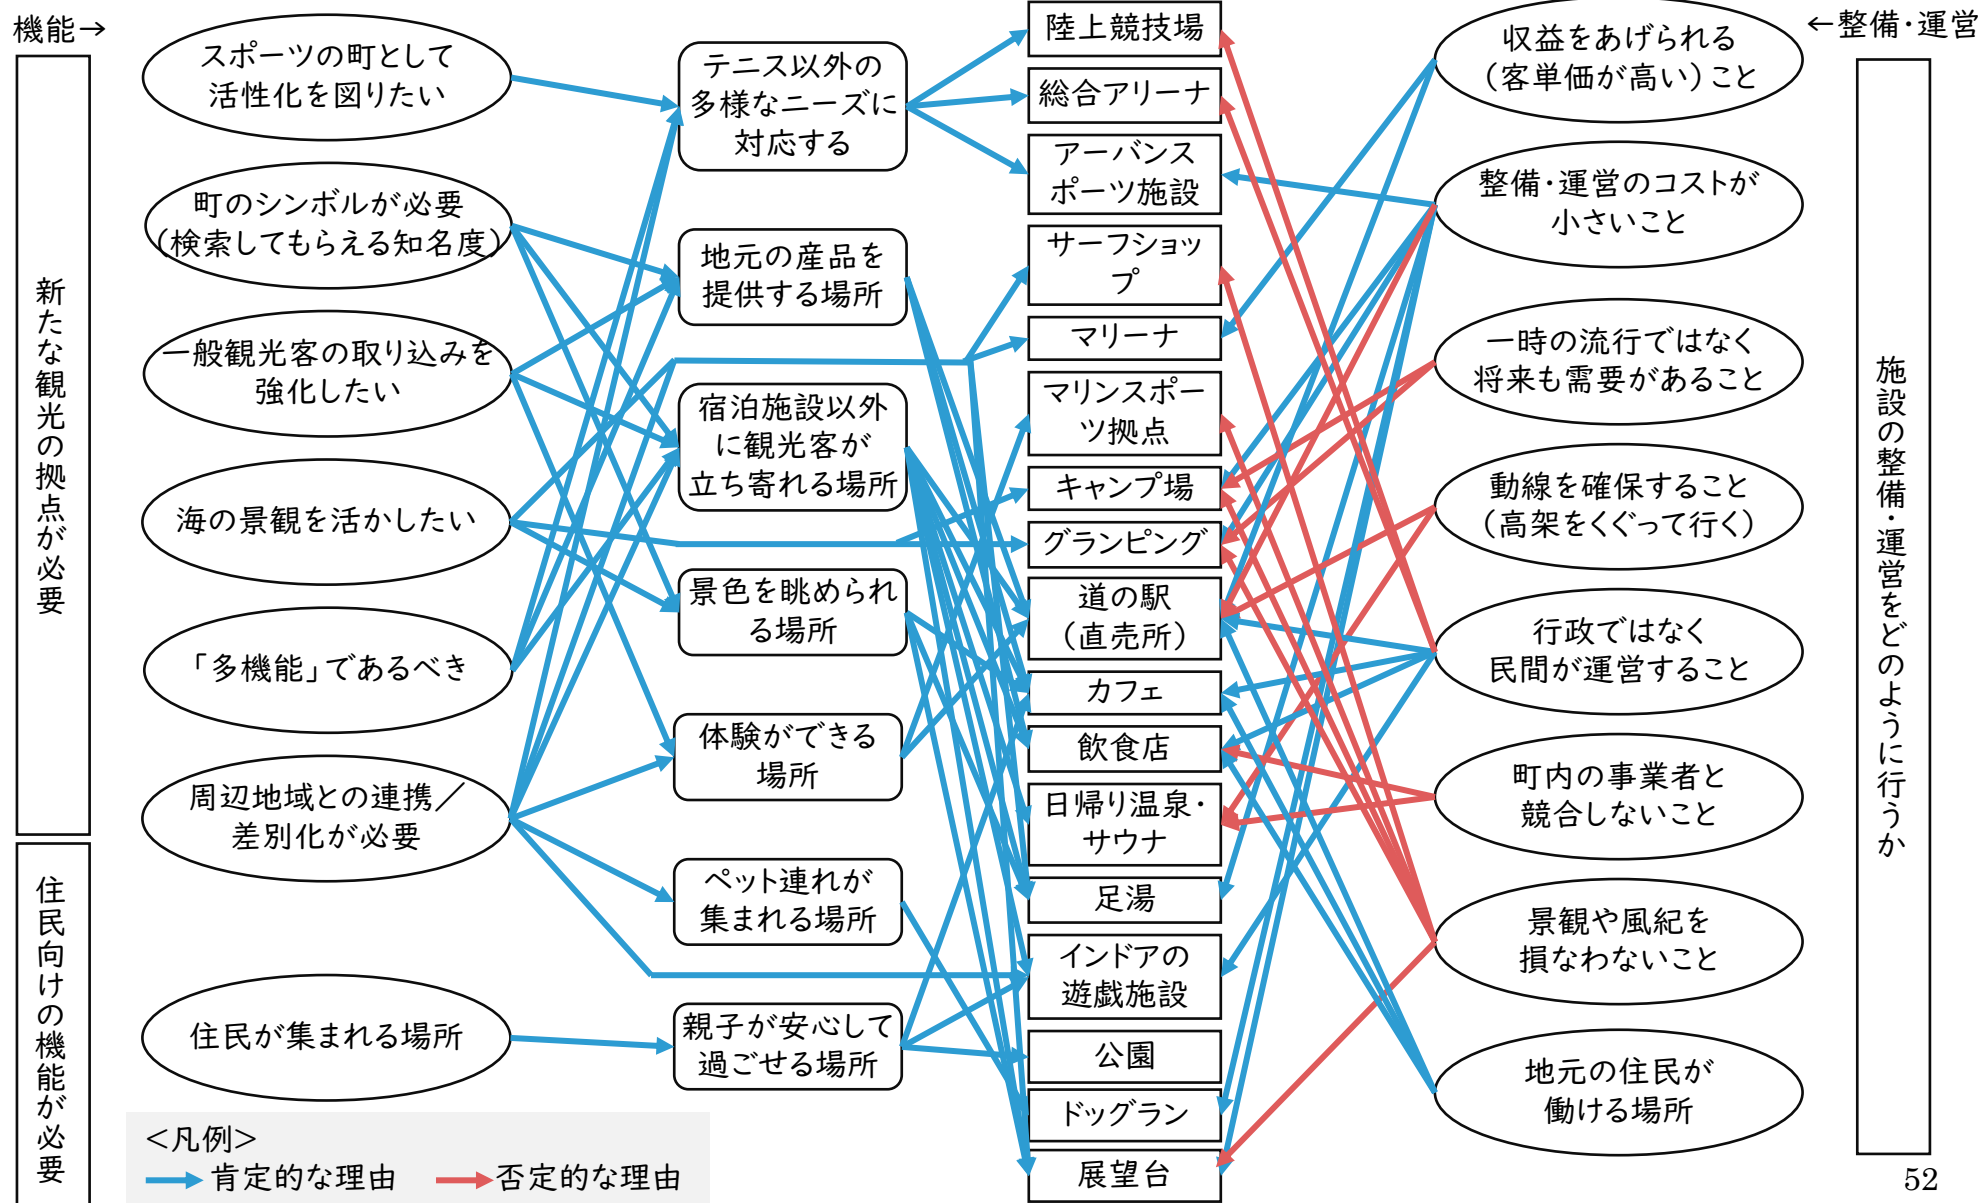 機能→
新たな観光の拠点が必要
住民向けの機能が必要
スポーツの町として
活性化を図りたい
町のシンボルが必要
(検索してもらえる知名度)
一般観光客の取り込みを
強化したい
海の景観を活かしたい
「多機能」であるべき
周辺地域との連携／
差別化が必要
住民が集まれる場所
テニス以外の
多様なニーズに
対応する
地元の産品を
提供する場所
宿泊施設以外
に観光客が
立ち寄れる場所
景色を眺められ
る場所
体験ができる
場所
ペット連れが
集まれる場所
親子が安心して
過ごせる場所
陸上競技場
総合アリーナ
アーバンス
ポーツ施設
サーフショッ
プ
マリーナ
マリンスポー
ツ拠点
キャンプ場
グランピング
道の駅
（直売所）
カフェ
飲食店
日帰り温泉・
サウナ
足湯
インドアの
遊戯施設
公園
ドッグラン
展望台
←整備・運営
収益をあげられる
（客単価が高い）こと
整備・運営のコストが
小さいこと
一時の流行ではなく
将来も需要があること
動線を確保すること
（高架をくぐって行く）
行政ではなく
民間が運営すること
町内の事業者と
競合しないこと
景観や風紀を
損なわないこと
地元の住民が
働ける場所
施設の整備・運営をどのように行うか
<凡例>
肯定的な理由
否定的な理由
52